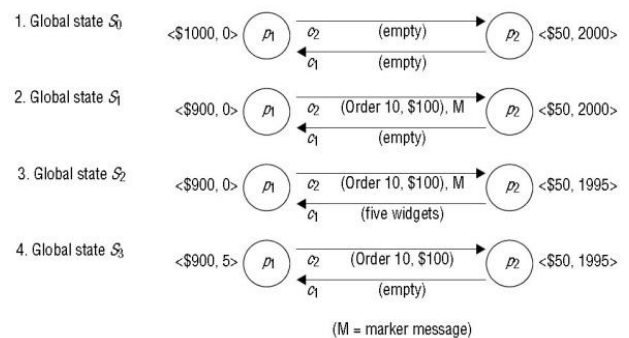 1. Global state S0
<$1000, 0> p1 c2 (empty) p2 <$50, 2000>
c1 (empty)
2. Global state S1
<$900, 0> p1 c2 (Order 10, $100), M p2 <$50, 2000>
c1 (empty)
3. Global state S2
<$900, 0> p1 c2 (Order 10, $100), M p2 <$50, 1995>
c1 (five widgets)
4. Global state S3
<$900, 5> p1 c2 (Order 10, $100) p2 <$50, 1995>
c1 (empty)
(M = marker message)